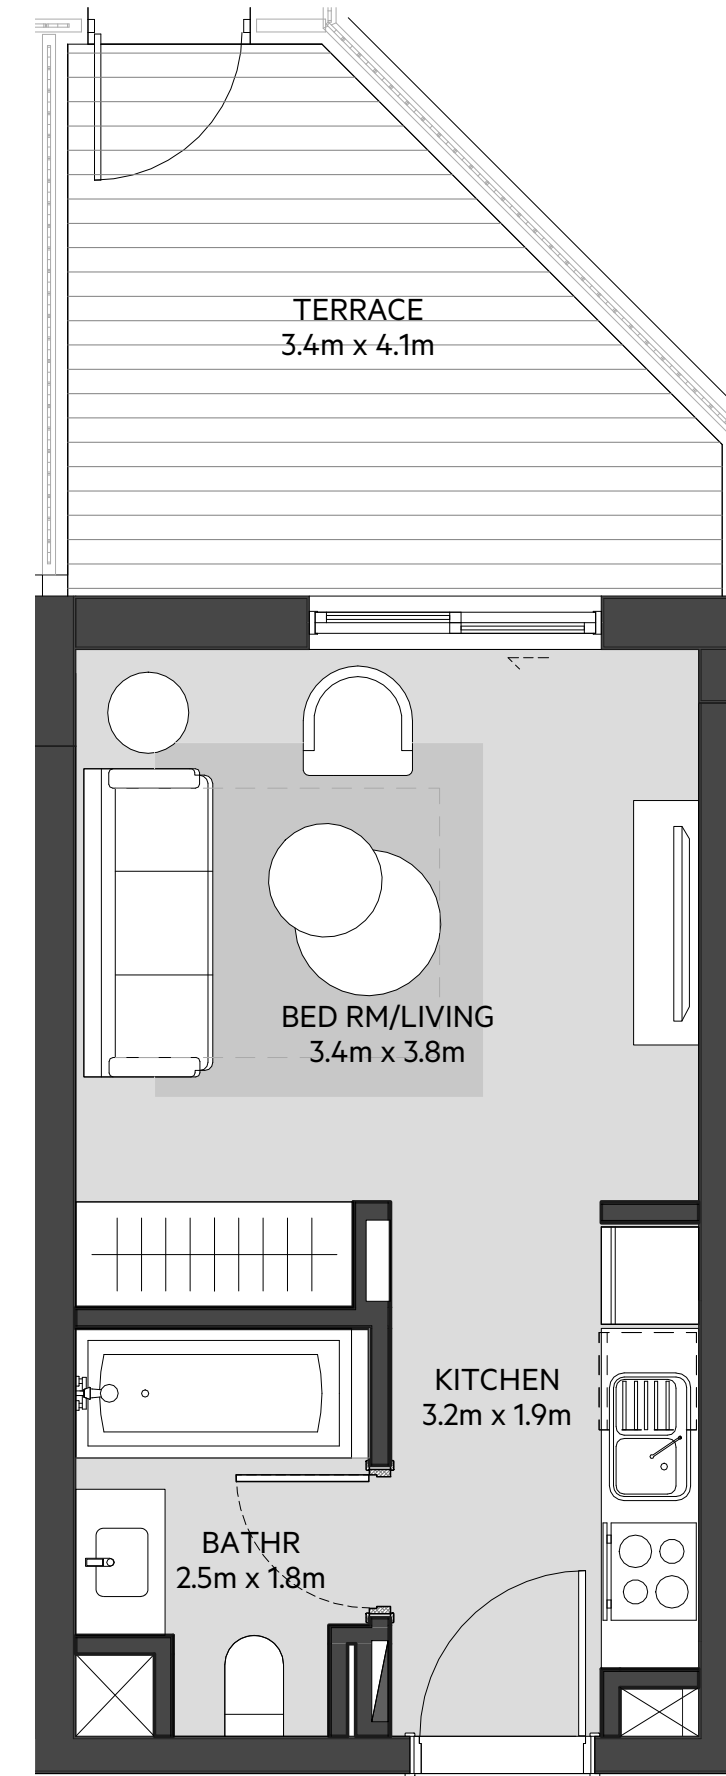 TERRACE
3.4m x 4.1m
BED RM/LIVING
3.4m x 3.8m
KITCHEN
3.2m x 1.9m
BATHR
2.5m x 1.8m